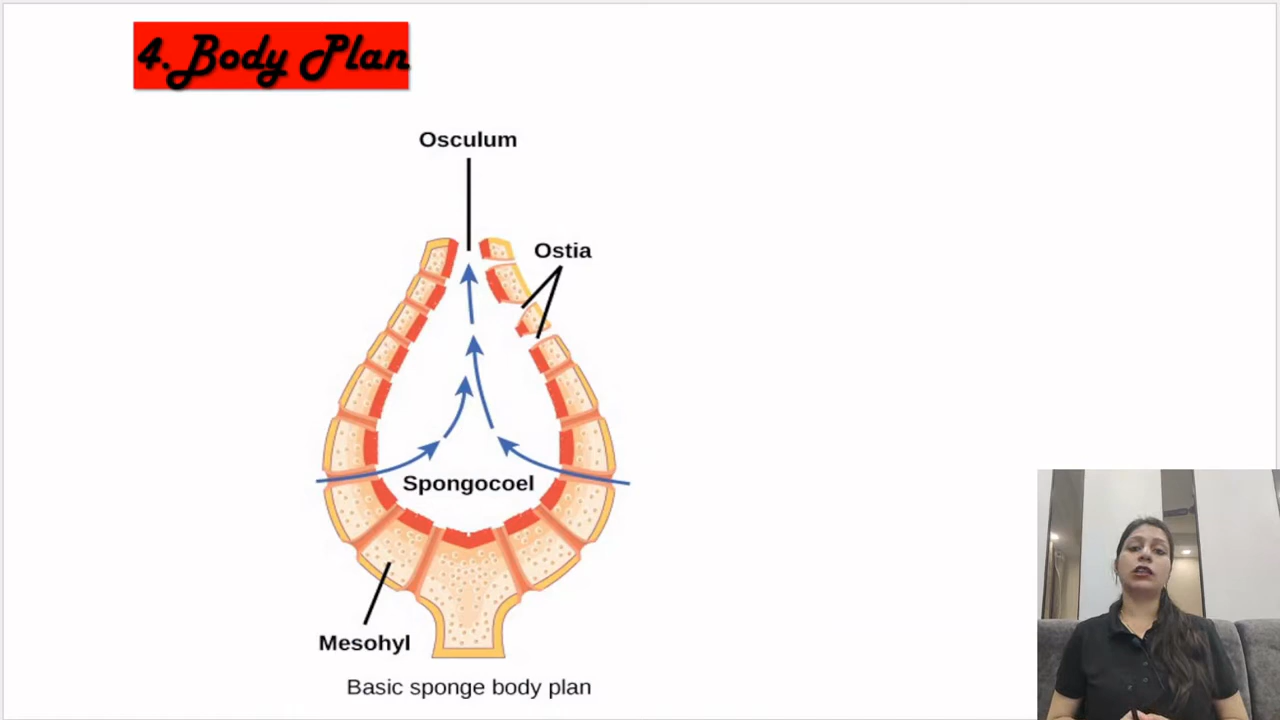 4. Body Plan
Osculum
Ostia
Spongocoel
Mesohyl
Basic sponge body plan